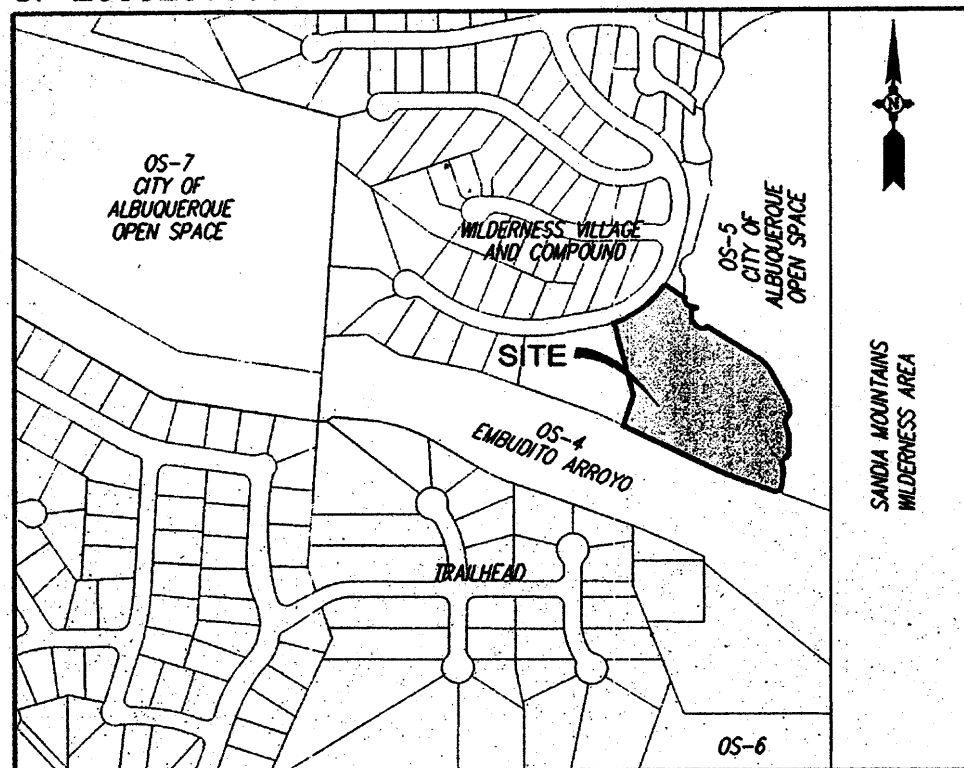 N
OS-7
CITY OF
ALBUQUERQUE
OPEN SPACE
WILDERNESS VILLAGE
AND COMPOUND
OS-5
CITY OF
ALBUQUERQUE
OPEN SPACE
SITE
OS-4
EMBUDITO ARROYO
SANDIA MOUNTAINS
WILDERNESS AREA
TRAILHEAD
OS-6